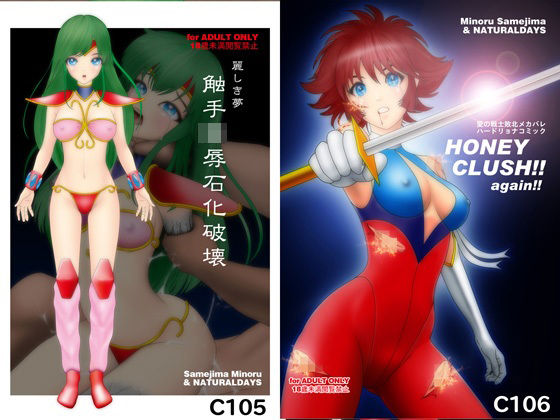 for ADULT ONLY
18歳未満閲覧禁止
麗しき夢
触手 辱石化破壊
Samejima Minoru
& NATURALDAYS
C105
Minoru Samejima
& NATURALDAYS
愛の戦士敗北メカバレ
ハードリョナコミック
HONEY
CLUSH!!
again!!
for ADULT ONLY
18歳未満閲覧禁止
C106